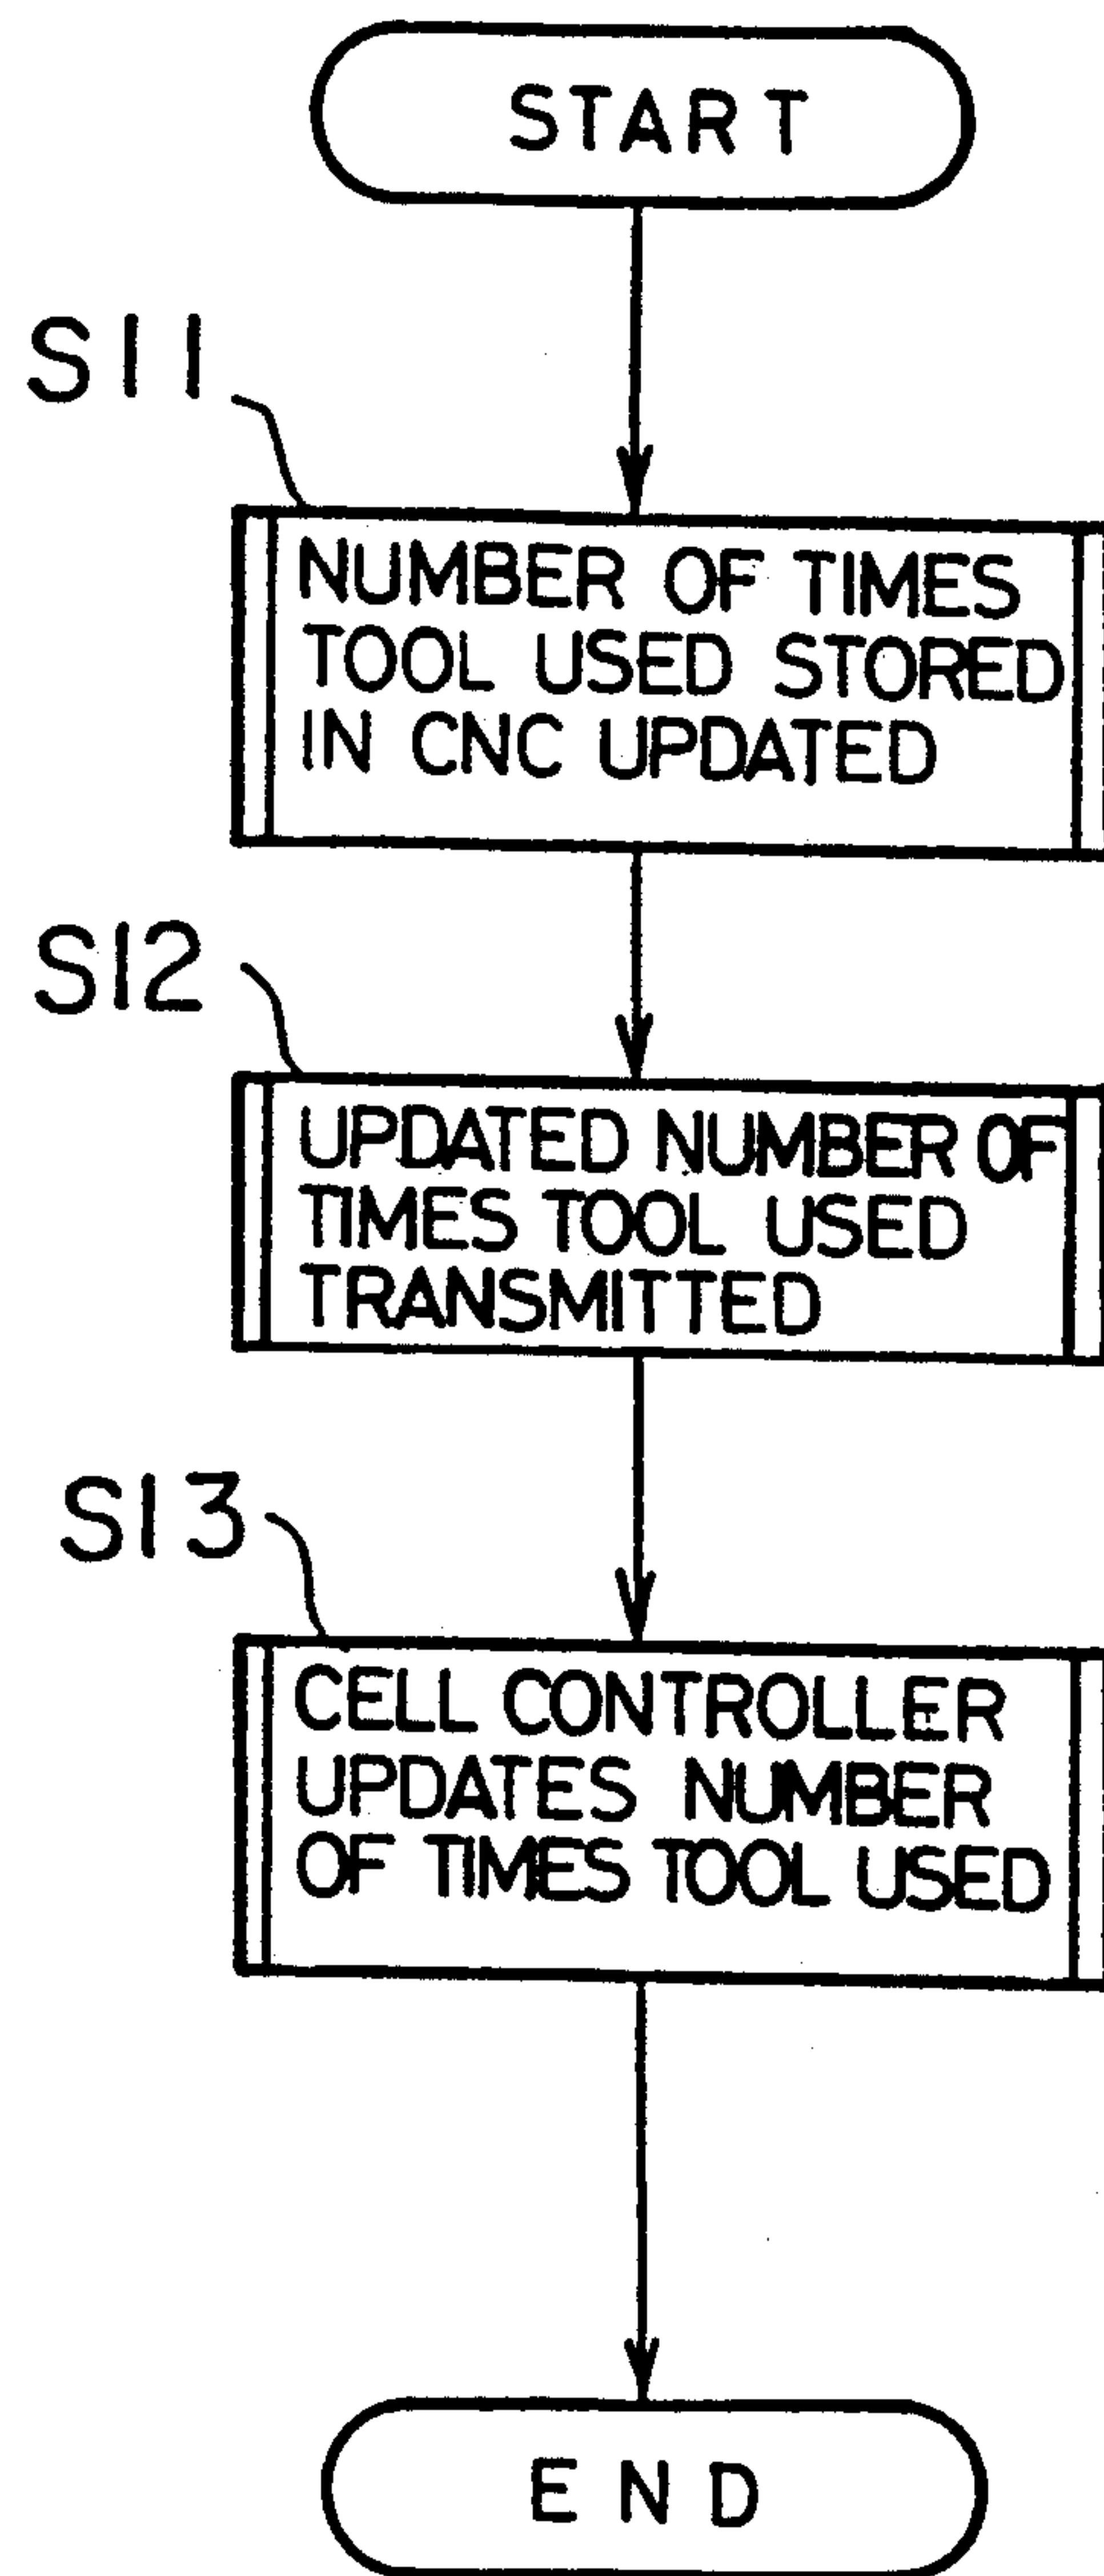 START
S11
NUMBER OF TIMES
TOOL USED STORED
IN CNC UPDATED
S12
UPDATED NUMBER OF
TIMES TOOL USED
TRANSMITTED
S13
CELL CONTROLLER
UPDATES NUMBER
OF TIMES TOOL USED
END